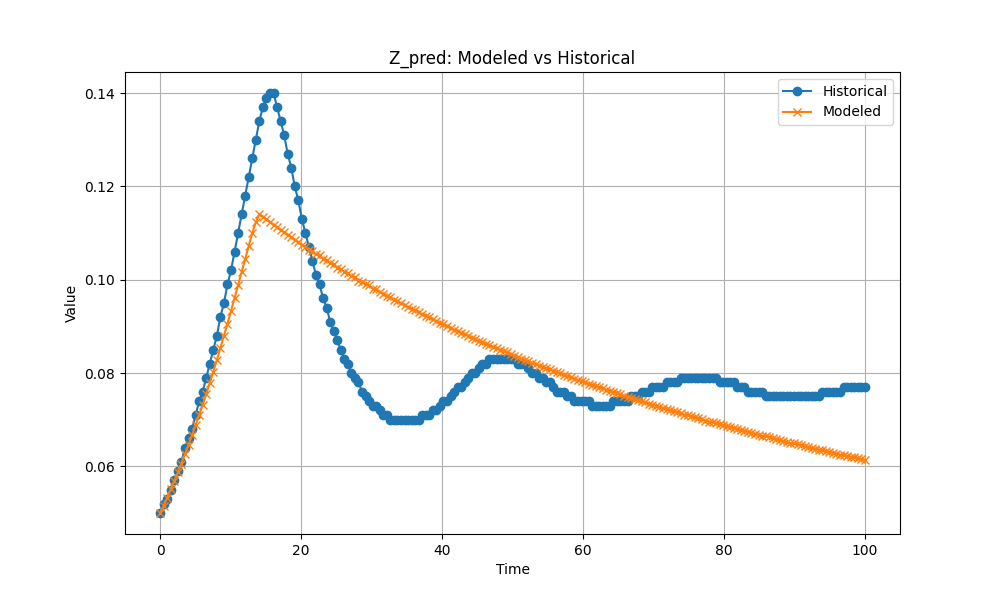 Z_pred: Modeled vs Historical
Historical
Modeled
Value
0.14
0.12
0.10
0.08
0.06
0
20
40
60
80
100
Time